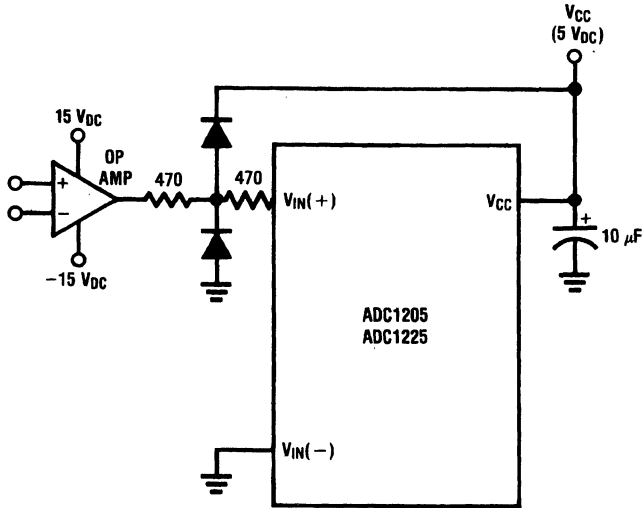 VCC
(5 VDC)
15 VDC
OP
AMP
+
−
−15 VDC
470
470
VIN(+)
VCC
+
10 µF
ADC1205
ADC1225
VIN(−)